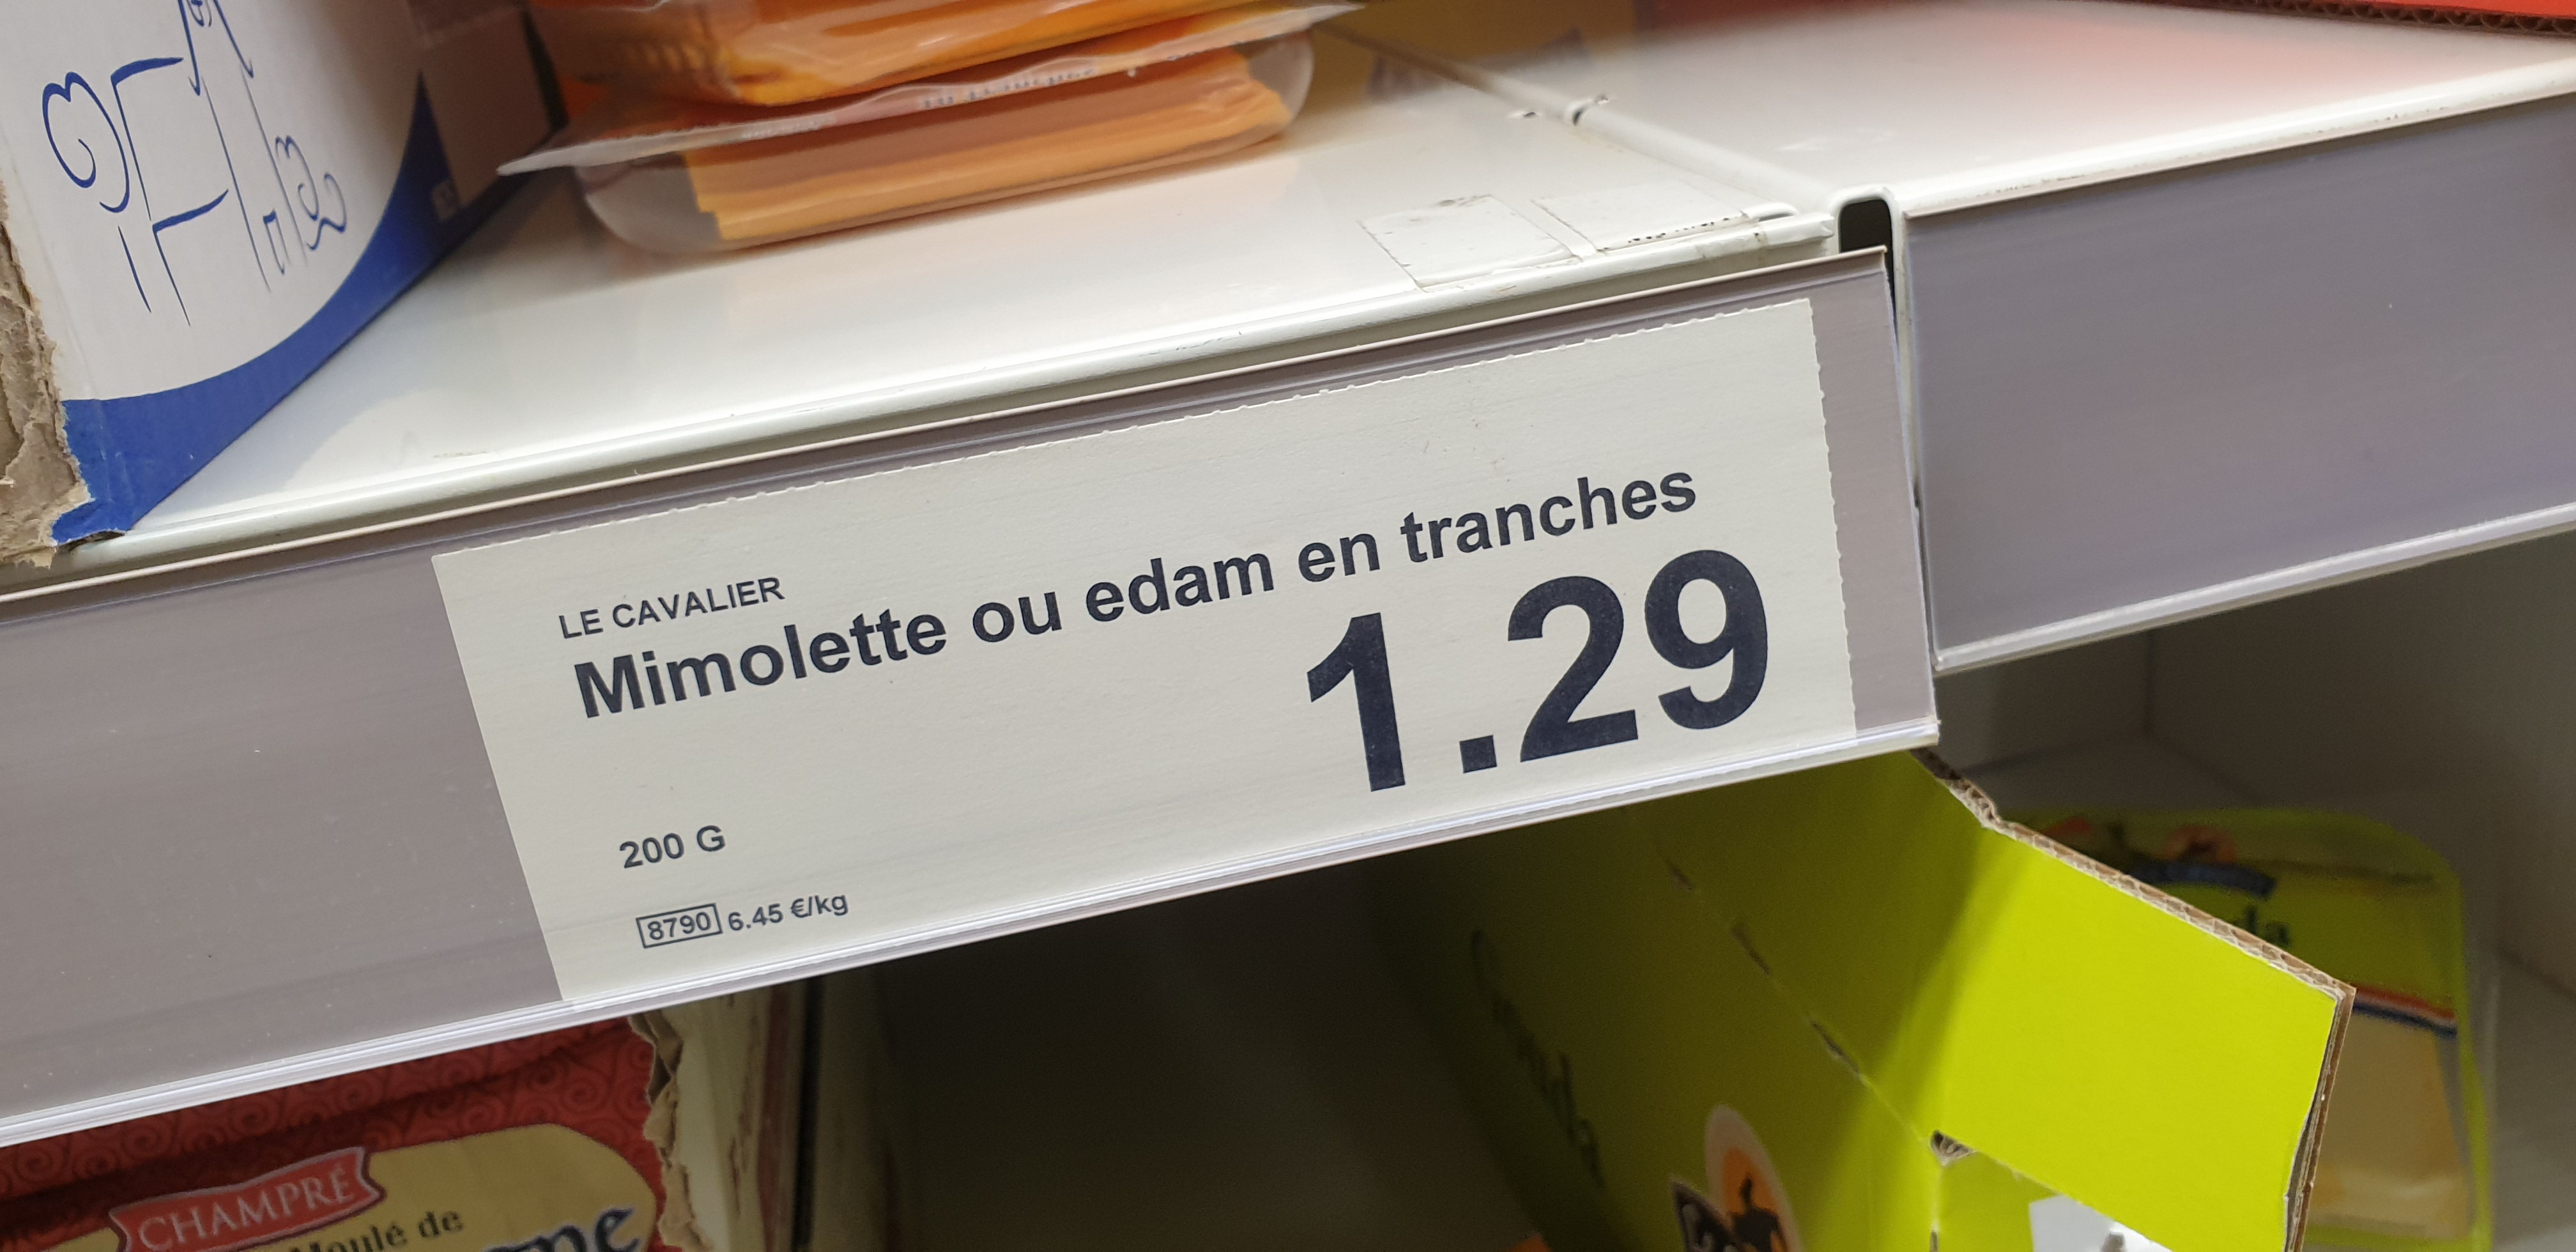 LE CAVALIER
Mimolette ou edam en tranches
1.29
200 G
8790 6.45 €/kg
CHAMPRÉ
Moulé de